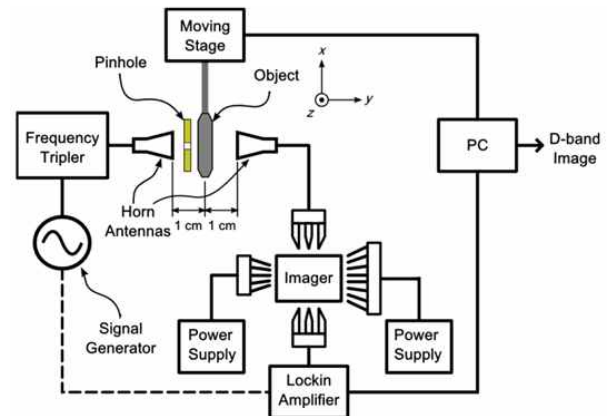 Moving
Stage
Pinhole
Object
x
y
z
Frequency
Tripler
PC
D-band
Image
Horn
Antennas
1 cm
1 cm
Imager
Signal
Generator
Power
Supply
Power
Supply
Lockin
Amplifier